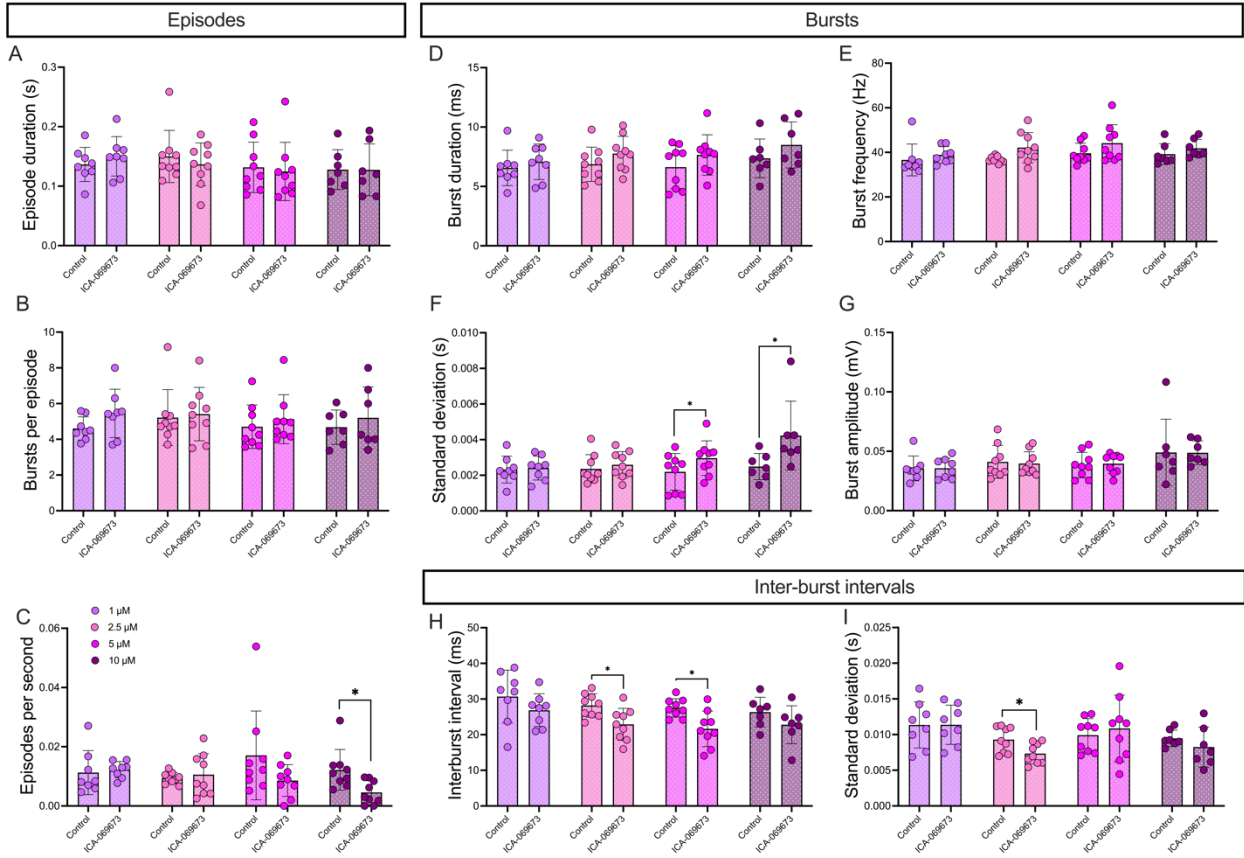 Episodes
Bursts
A
Episode duration (s)
0.3
0.2
0.1
0.0
Control
ICA-069673
Control
ICA-069673
Control
ICA-069673
Control
ICA-069673
D
Burst duration (ms)
15
10
5
0
Control
ICA-069673
Control
ICA-069673
Control
ICA-069673
Control
ICA-069673
E
Burst frequency (Hz)
80
60
40
20
0
Control
ICA-069673
Control
ICA-069673
Control
ICA-069673
Control
ICA-069673
B
Bursts per episode
10
8
6
4
2
0
Control
ICA-069673
Control
ICA-069673
Control
ICA-069673
Control
ICA-069673
F
Standard deviation (s)
0.010
0.008
0.006
0.004
0.002
0.000
*
*
Control
ICA-069673
Control
ICA-069673
Control
ICA-069673
Control
ICA-069673
G
Burst amplitude (mV)
0.15
0.10
0.05
0.00
Control
ICA-069673
Control
ICA-069673
Control
ICA-069673
Control
ICA-069673
Inter-burst intervals
C
Episodes per second
0.06
0.04
0.02
0.00
1 µM
2.5 µM
5 µM
10 µM
*
Control
ICA-069673
Control
ICA-069673
Control
ICA-069673
Control
ICA-069673
H
Interburst interval (ms)
50
40
30
20
10
0
*
*
Control
ICA-069673
Control
ICA-069673
Control
ICA-069673
Control
ICA-069673
I
Standard deviation (s)
0.025
0.020
0.015
0.010
0.005
0.000
*
Control
ICA-069673
Control
ICA-069673
Control
ICA-069673
Control
ICA-069673